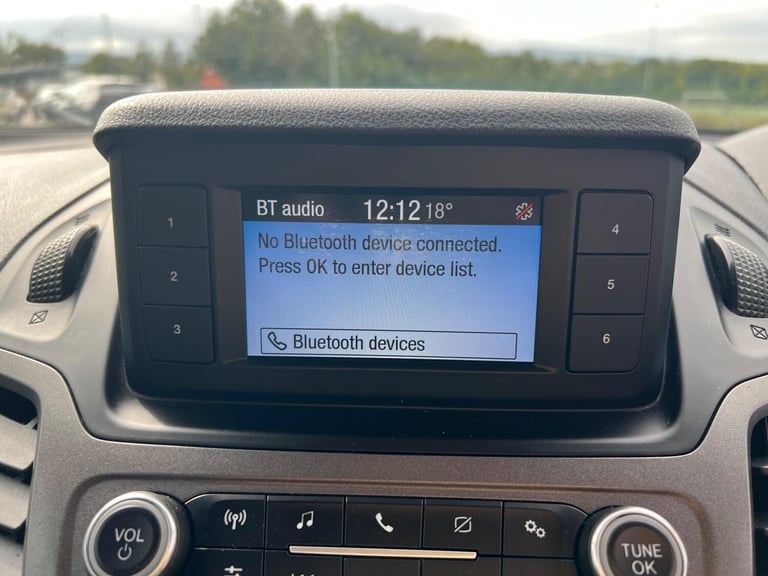 BT audio 12:12 18°
No Bluetooth device connected.
Press OK to enter device list.
Bluetooth devices
1
2
3
4
5
6
VOL
TUNE
OK